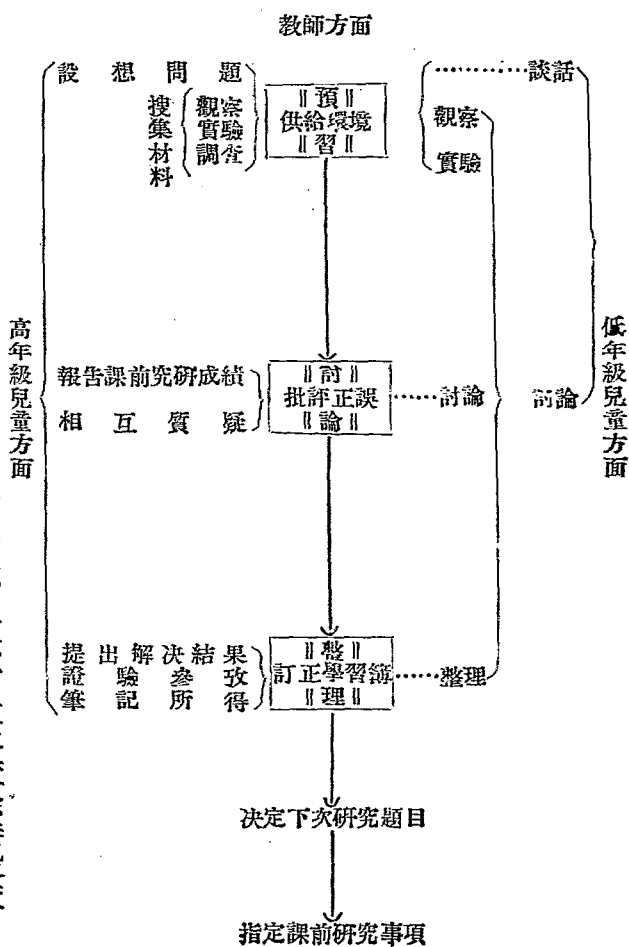 教師方面
設想問題
搜集材料
觀察
實驗
調查
預
供給環境
習
談話
觀察
實驗
高年級兒童方面
低年級兒童方面
報告課前究研成績
相互質疑
討
批評正誤
論
討論
討論
提出解決結果
證驗參攷
筆記所得
整
訂正學習簿
理
整理
決定下次研究題目
指定課前研究事項